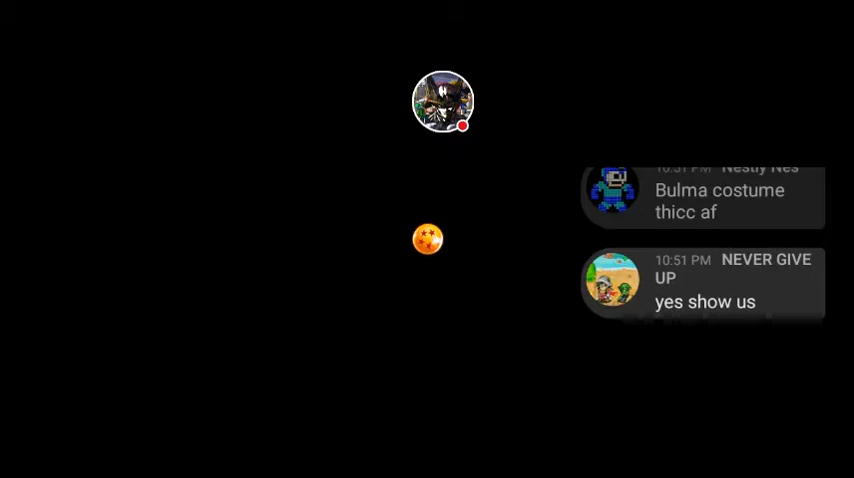 10:51 PM Nestly Nes
Bulma costume
thicc af
10:51 PM NEVER GIVE
UP
yes show us